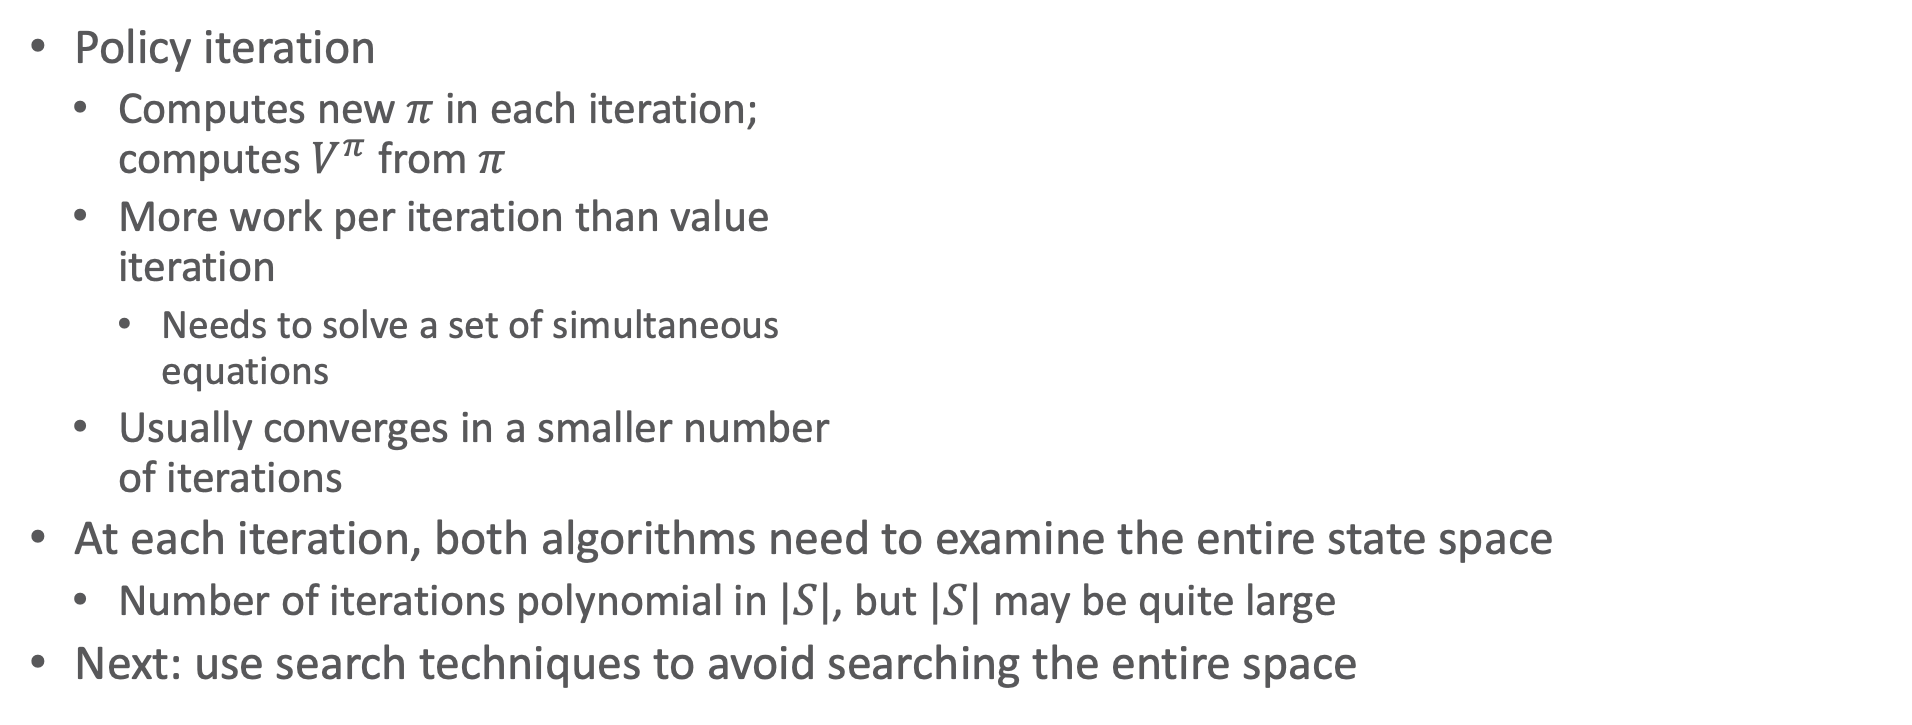 • Policy iteration
• Computes new π in each iteration;
computes V^π from π
• More work per iteration than value
iteration
• Needs to solve a set of simultaneous
equations
• Usually converges in a smaller number
of iterations
• At each iteration, both algorithms need to examine the entire state space
• Number of iterations polynomial in |S|, but |S| may be quite large
• Next: use search techniques to avoid searching the entire space